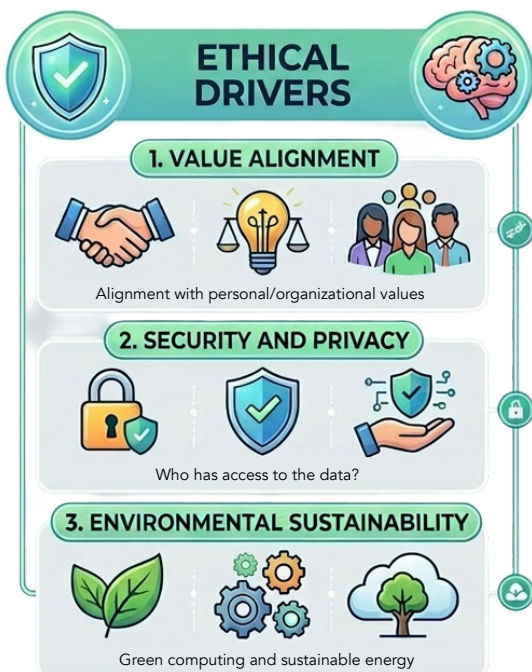 ETHICAL
DRIVERS
1. VALUE ALIGNMENT
Alignment with personal/organizational values
2. SECURITY AND PRIVACY
Who has access to the data?
3. ENVIRONMENTAL SUSTAINABILITY
Green computing and sustainable energy